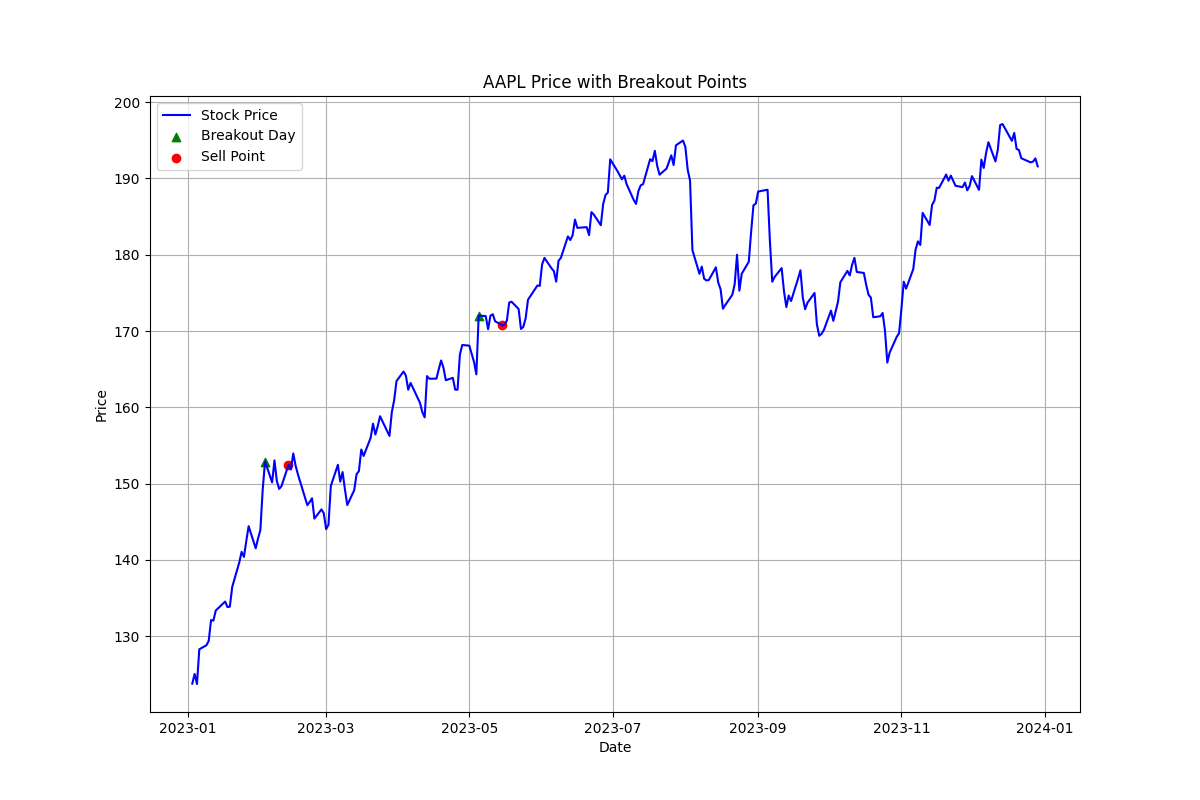 AAPL Price with Breakout Points
Stock Price
Breakout Day
Sell Point
200
190
180
170
160
150
140
130
Price
2023-01 2023-03 2023-05 2023-07 2023-09 2023-11 2024-01
Date